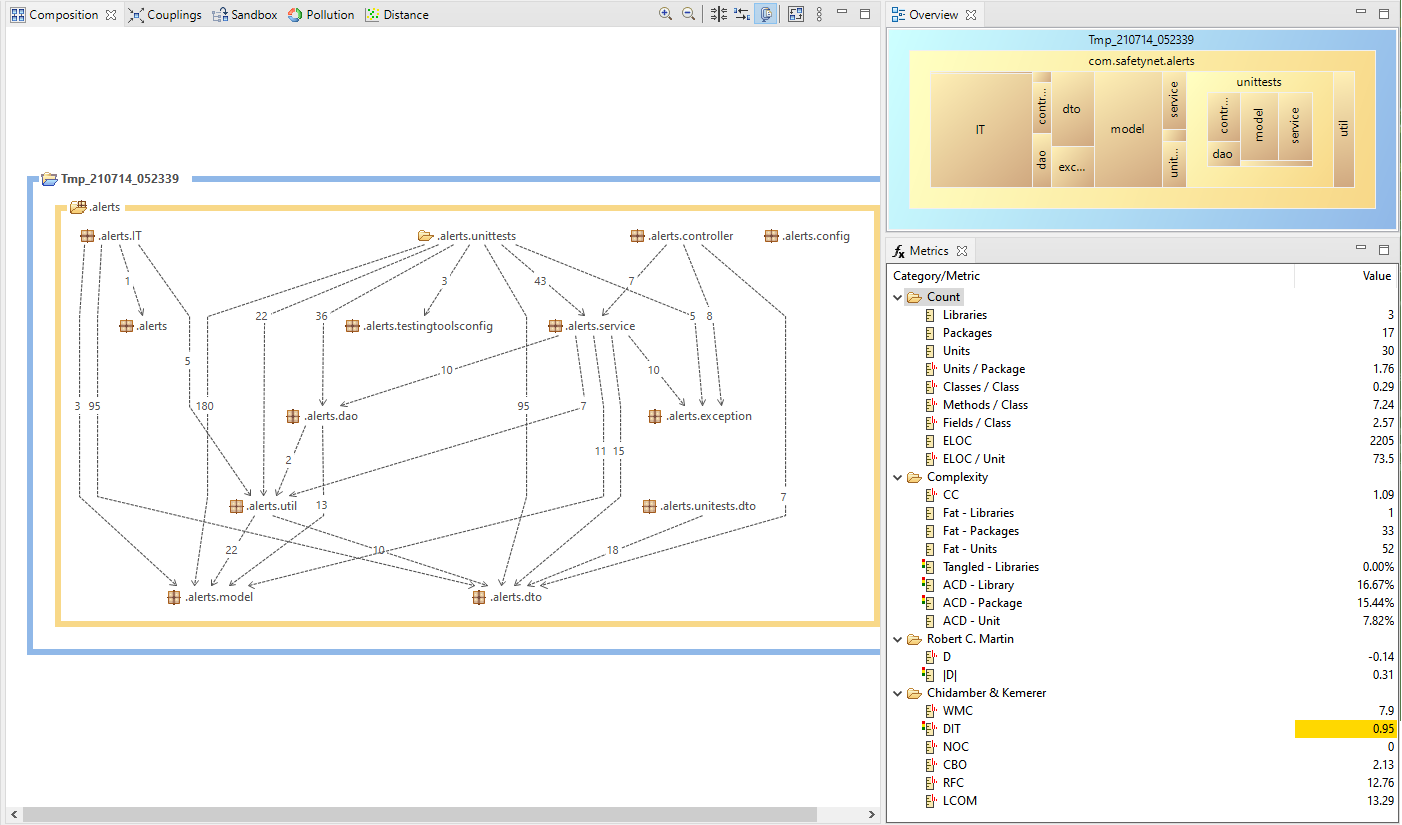 Composition
Couplings
Sandbox
Pollution
Distance
Tmp_210714_052339
.alerts
.alerts.IT
.alerts.unittests
.alerts.controller
.alerts.config
1
3
43
7
22
36
5
8
.alerts
.alerts.testingtoolsconfig
.alerts.service
5
10
10
3
95
180
95
7
.alerts.dao
.alerts.exception
2
11
15
7
.alerts.util
13
.alerts.unitests.dto
22
10
18
.alerts.model
.alerts.dto
Overview
Tmp_210714_052339
com.safetynet.alerts
IT
contr...
dao
dto
exc...
model
service
unit...
unittests
contr...
dao
model
service
util
Metrics
Category/Metric Value
Count
Libraries 3
Packages 17
Units 30
Units / Package 1.76
Classes / Class 0.29
Methods / Class 7.24
Fields / Class 2.57
ELOC 2205
ELOC / Unit 73.5
Complexity
CC 1.09
Fat - Libraries 1
Fat - Packages 33
Fat - Units 52
Tangled - Libraries 0.00%
ACD - Library 16.67%
ACD - Package 15.44%
ACD - Unit 7.82%
Robert C. Martin
D -0.14
|D| 0.31
Chidamber & Kemerer
WMC 7.9
DIT 0.95
NOC 0
CBO 2.13
RFC 12.76
LCOM 13.29